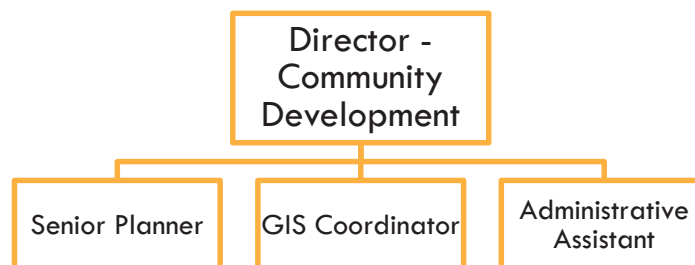 Director -
Community
Development
Senior Planner
GIS Coordinator
Administrative
Assistant